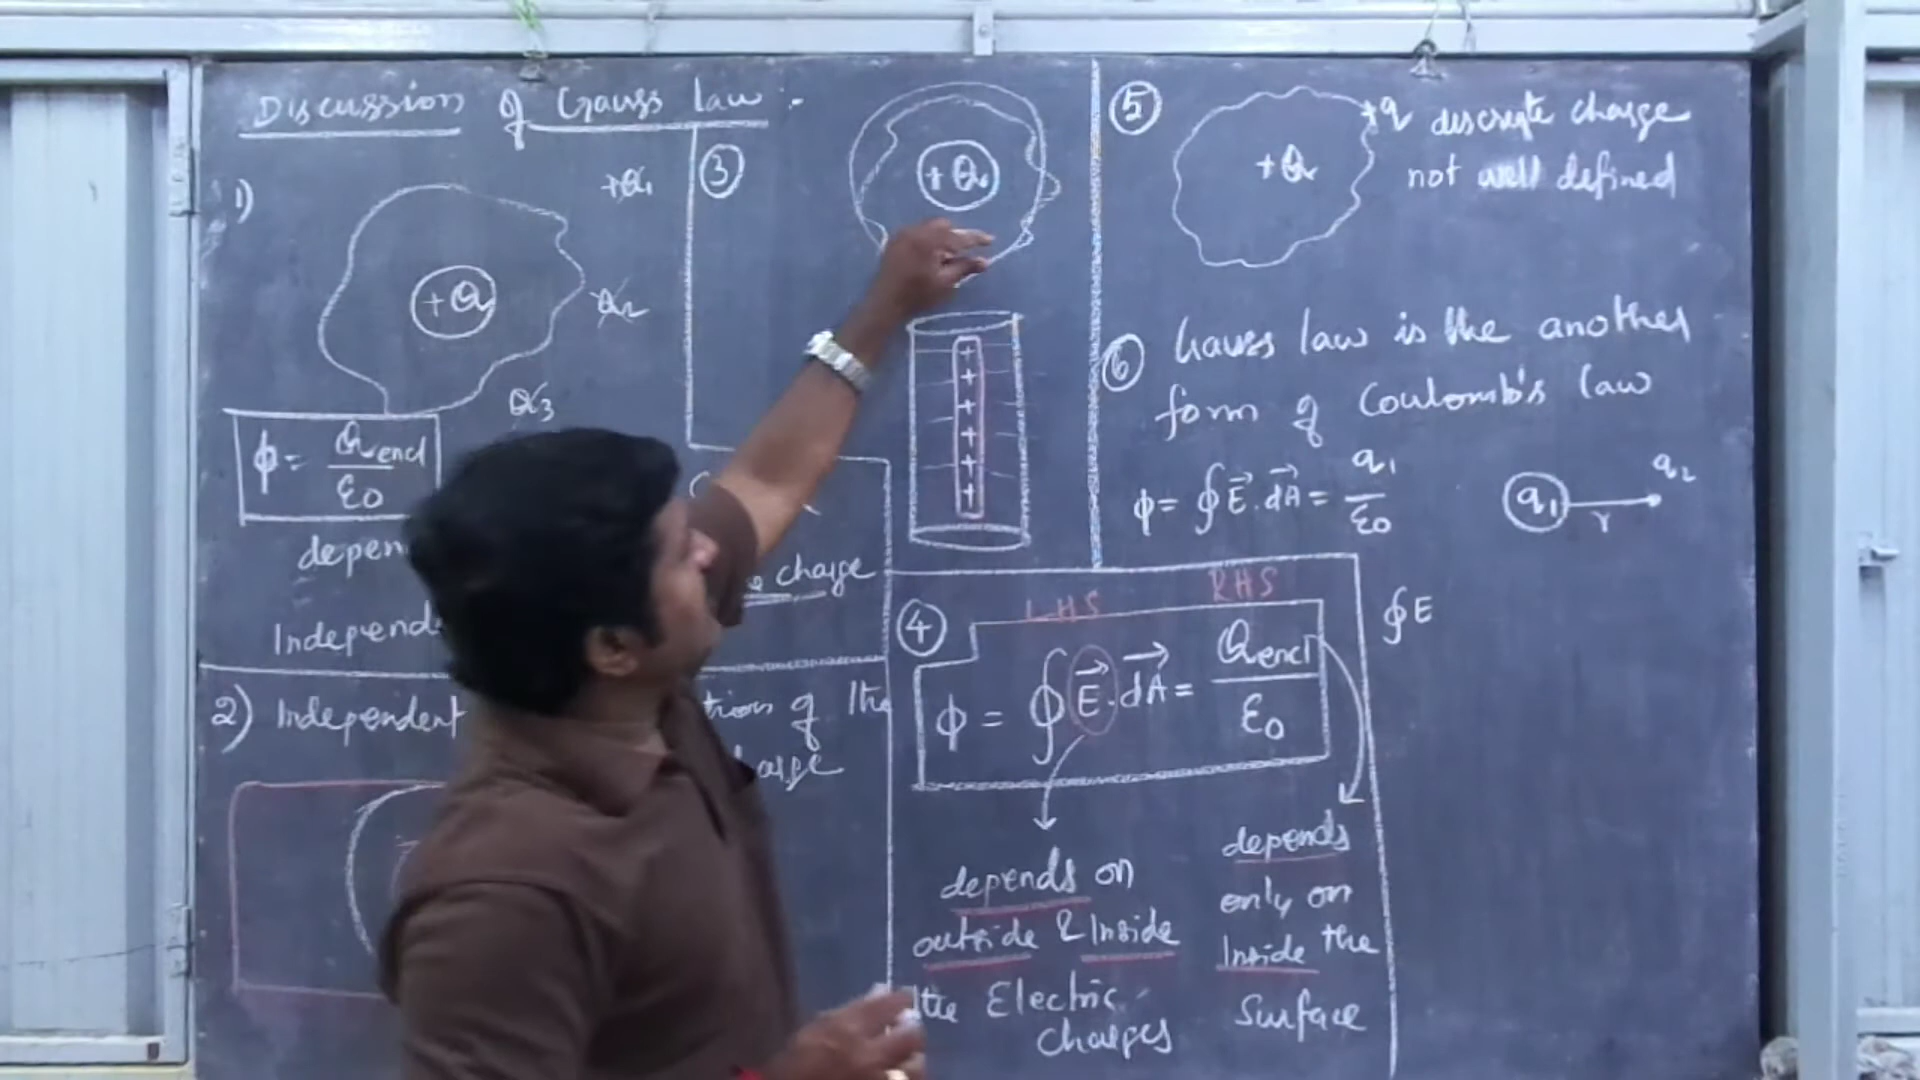 Discussion of Gauss law :-
1)
+Q1
+Q
Q2
Q3
ϕ = Qencl / ε0
depen
charge
Independ
2) Independent
tions of the
arge
3
+Q
+
+
+
+
+
+
4
LHS
RHS
ϕ = ∮ E⃗ . dA⃗ = Qencl / ε0
depends on
outside & Inside
the Electric
charges
depends
only on
Inside the
Surface
5
+Q
+q discrete charge
not well defined
6 Gauss law is the another
form of Coulomb's law
ϕ = ∮ E⃗ . dA⃗ = q1 / ε0
q1
r
q2
∮ E